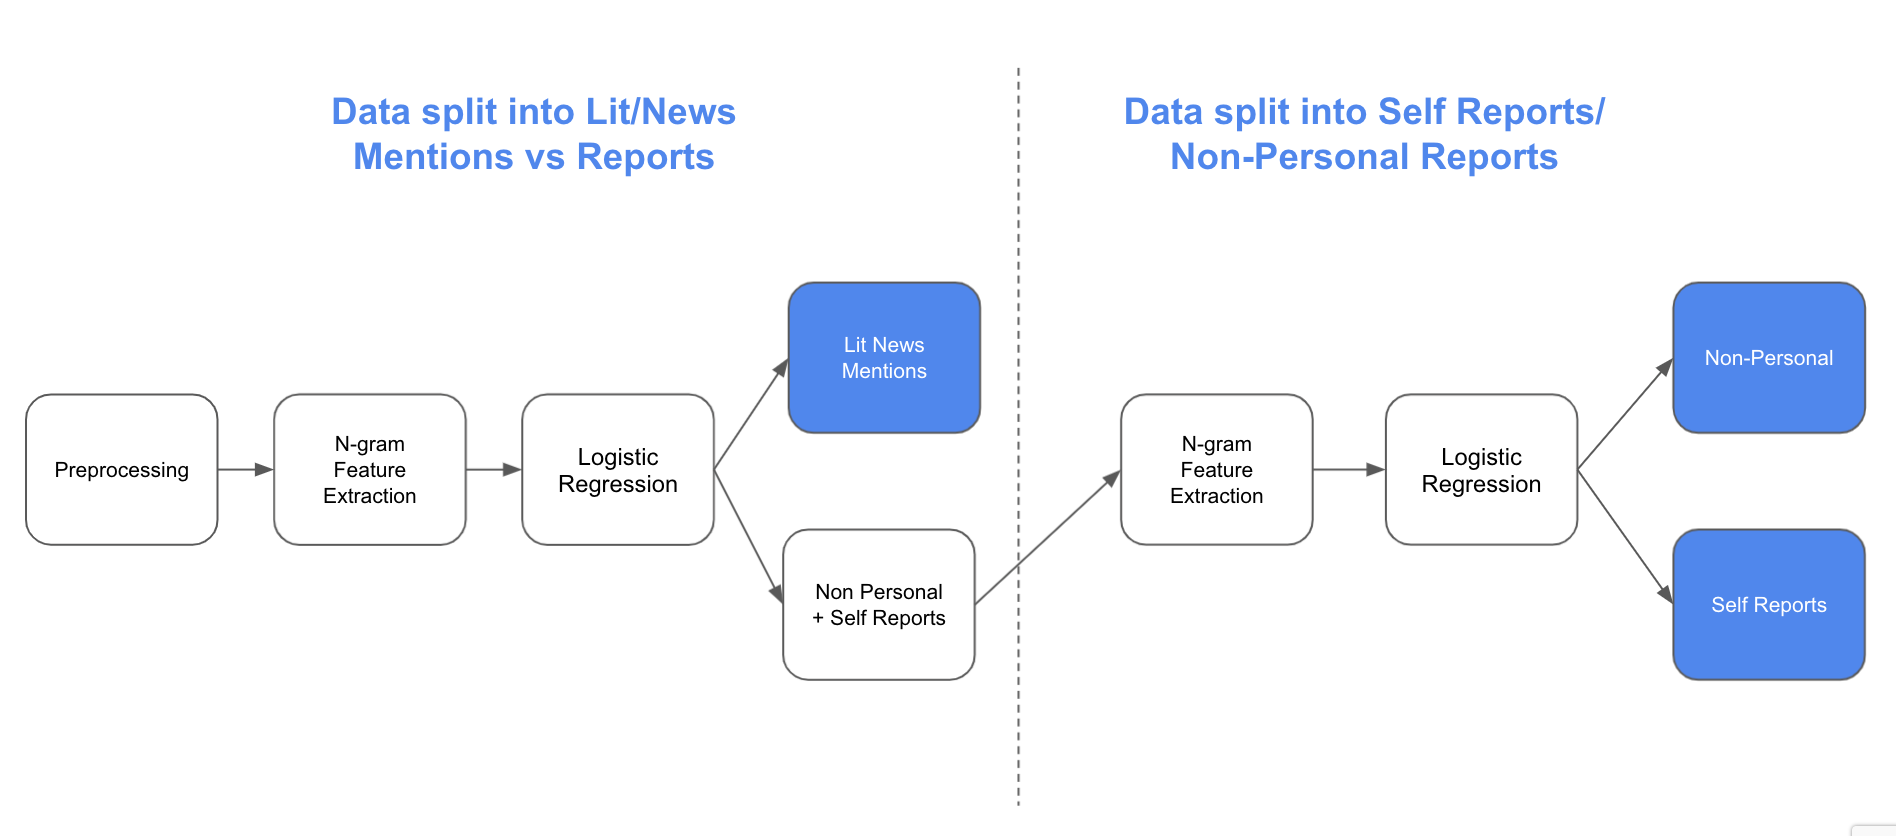 Data split into Lit/News
Mentions vs Reports
Data split into Self Reports/
Non-Personal Reports
Preprocessing
N-gram
Feature
Extraction
Logistic
Regression
Lit News
Mentions
Non Personal
+ Self Reports
N-gram
Feature
Extraction
Logistic
Regression
Non-Personal
Self Reports